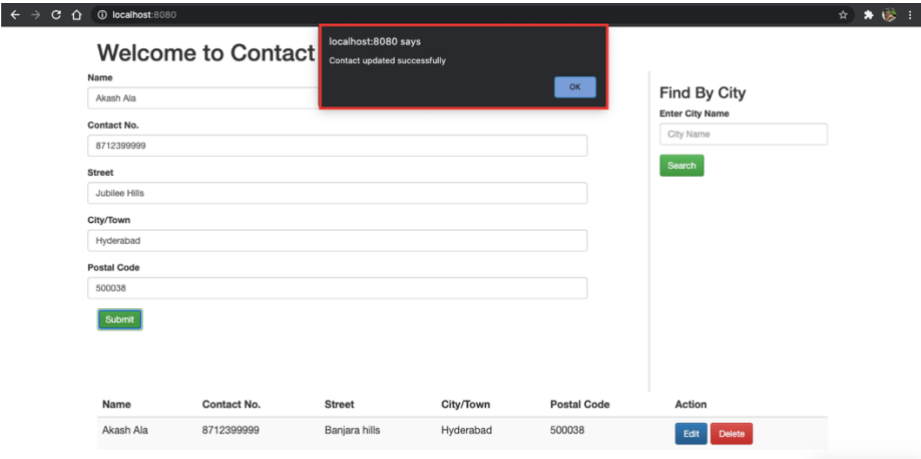 localhost:8080
localhost:8080 says
Contact updated successfully
OK
Welcome to Contact
Name
Akash Ala
Contact No.
8712399999
Street
Jubilee Hills
City/Town
Hyderabad
Postal Code
500038
Submit
Find By City
Enter City Name
City Name
Search
Name Contact No. Street City/Town Postal Code Action
Akash Ala 8712399999 Banjara hills Hyderabad 500038 Edit Delete